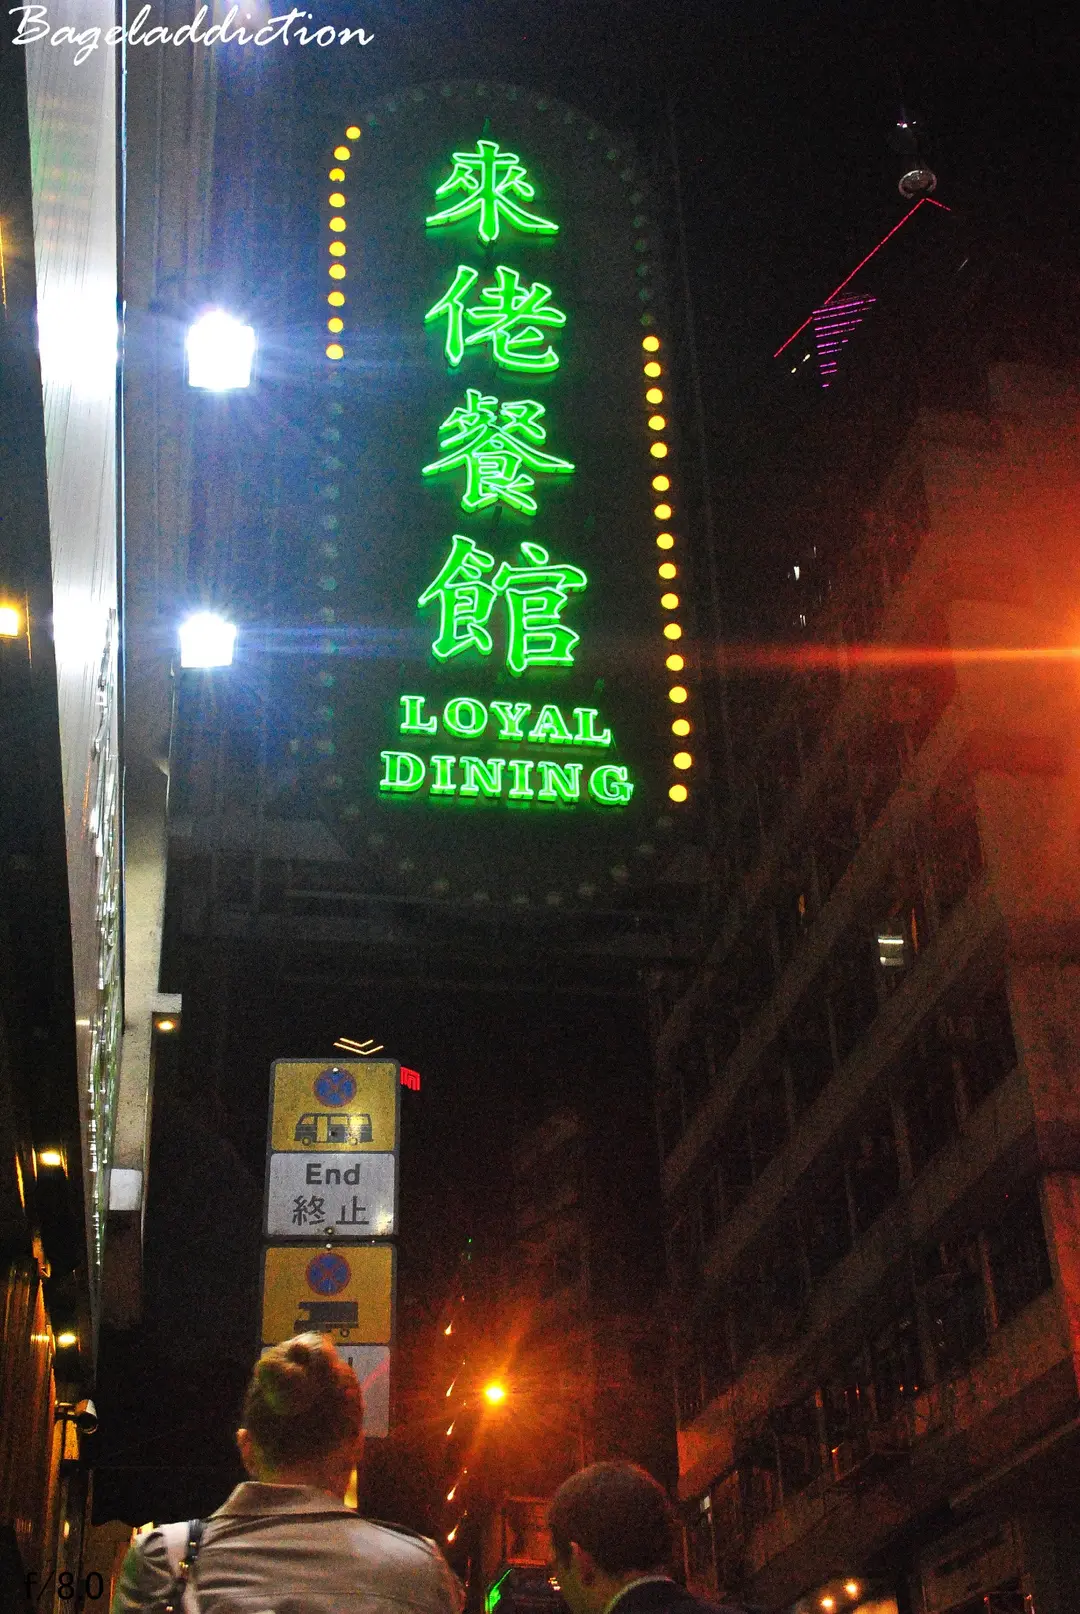 Bageladdiction
來佬餐館
LOYAL
DINING
End
終止
f/8.0